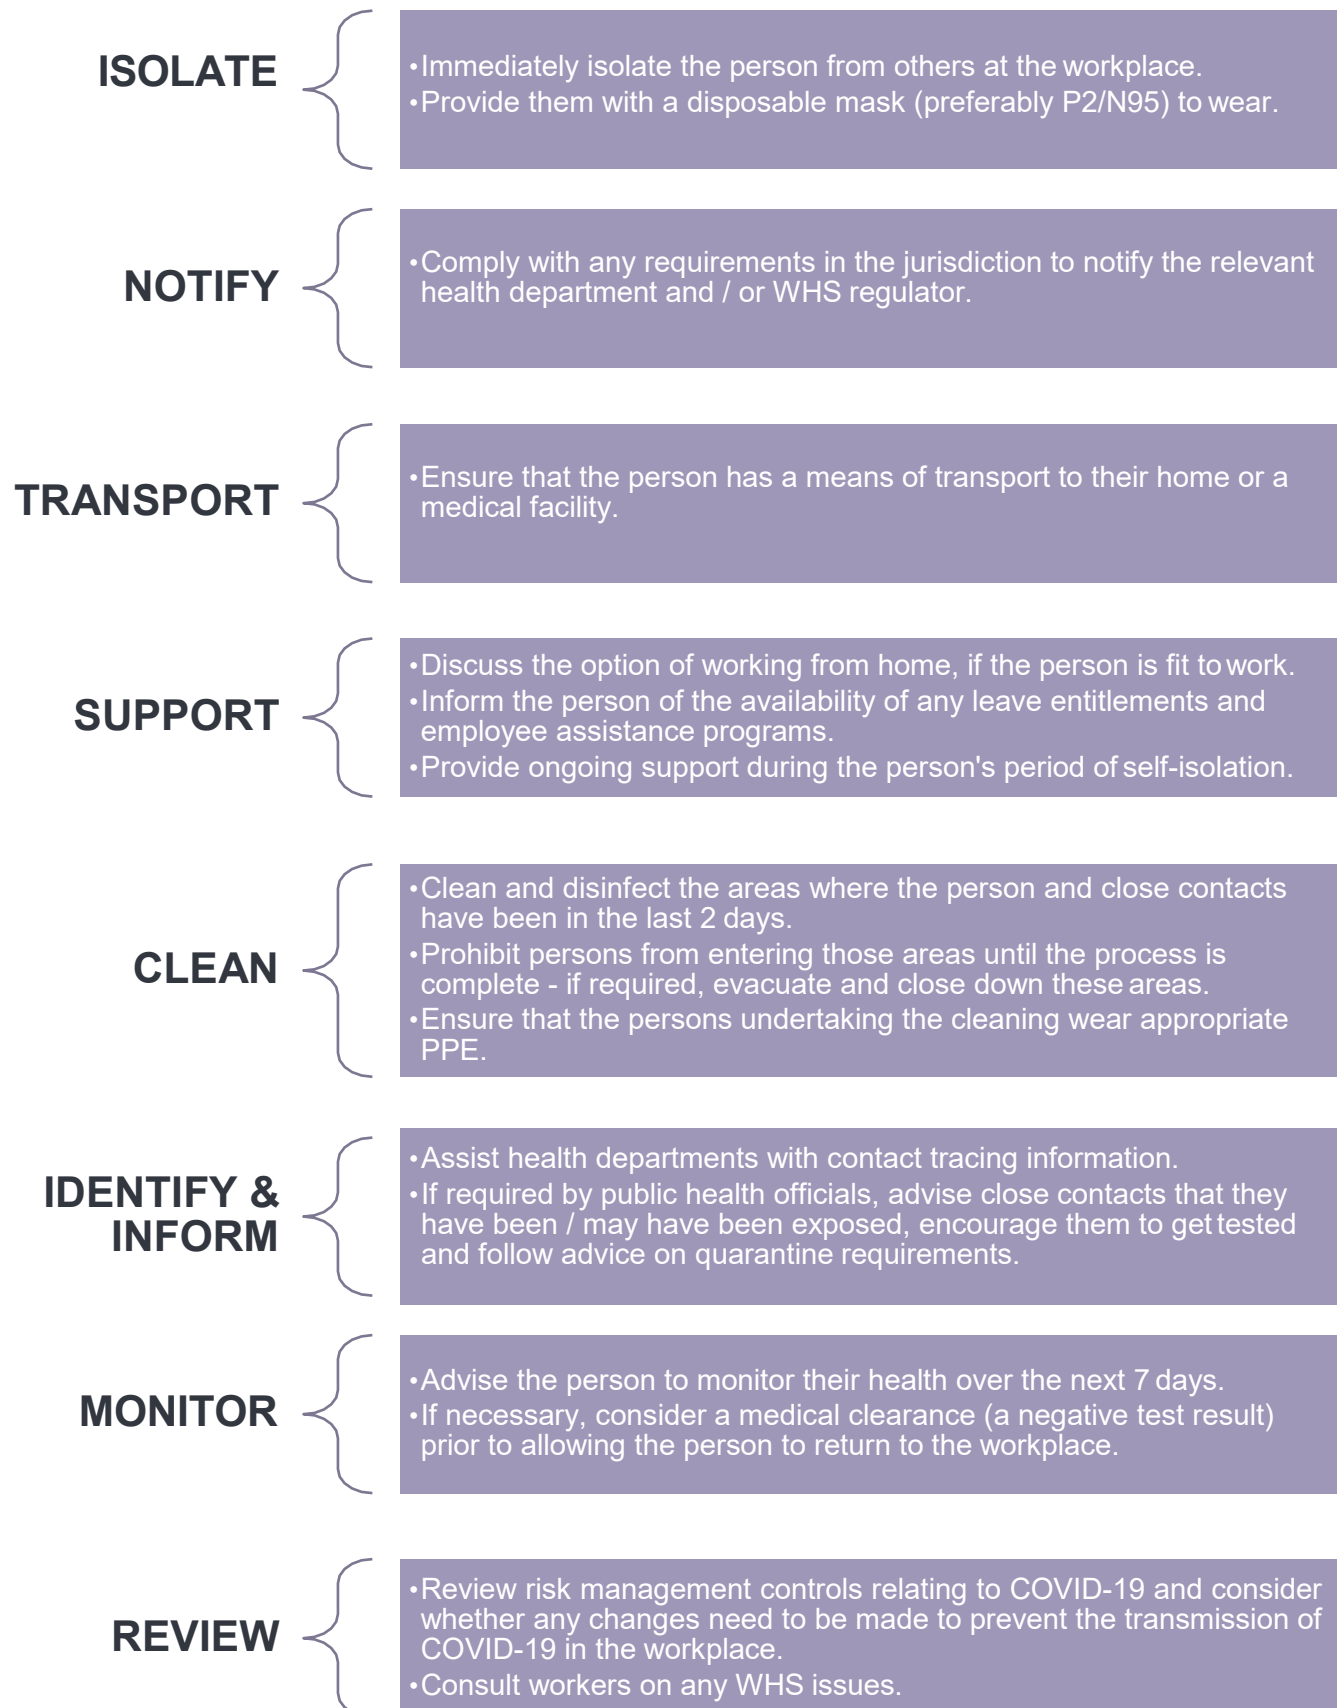 ISOLATE
•Immediately isolate the person from others at the workplace.
•Provide them with a disposable mask (preferably P2/N95) to wear.
NOTIFY
•Comply with any requirements in the jurisdiction to notify the relevant
health department and / or WHS regulator.
TRANSPORT
•Ensure that the person has a means of transport to their home or a
medical facility.
SUPPORT
•Discuss the option of working from home, if the person is fit to work.
•Inform the person of the availability of any leave entitlements and
employee assistance programs.
•Provide ongoing support during the person's period of self-isolation.
CLEAN
•Clean and disinfect the areas where the person and close contacts
have been in the last 2 days.
•Prohibit persons from entering those areas until the process is
complete - if required, evacuate and close down these areas.
•Ensure that the persons undertaking the cleaning wear appropriate
PPE.
IDENTIFY &
INFORM
•Assist health departments with contact tracing information.
•If required by public health officials, advise close contacts that they
have been / may have been exposed, encourage them to get tested
and follow advice on quarantine requirements.
MONITOR
•Advise the person to monitor their health over the next 7 days.
•If necessary, consider a medical clearance (a negative test result)
prior to allowing the person to return to the workplace.
REVIEW
•Review risk management controls relating to COVID-19 and consider
whether any changes need to be made to prevent the transmission of
COVID-19 in the workplace.
•Consult workers on any WHS issues.